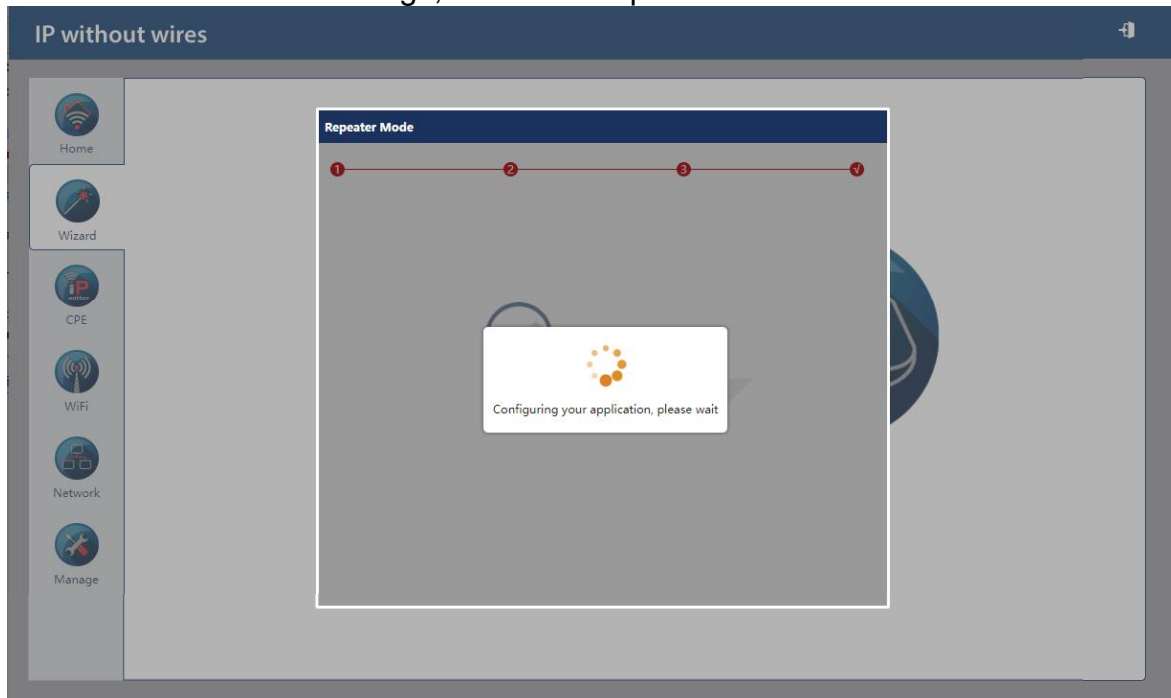 IP without wires
Home
Wizard
CPE
WiFi
Network
Manage
Repeater Mode
1 2 3 √
Configuring your application, please wait